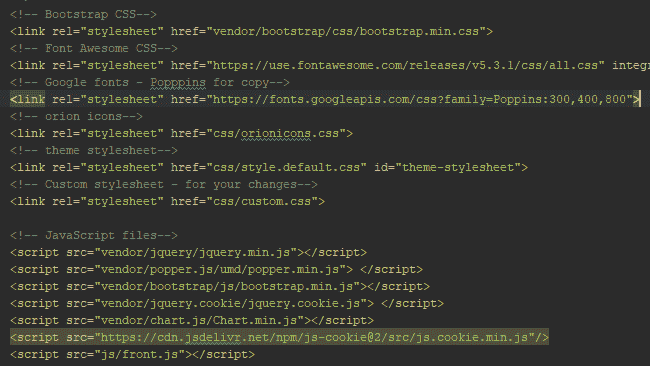 <!-- Bootstrap CSS-->
<link rel="stylesheet" href="vendor/bootstrap/css/bootstrap.min.css">
<!-- Font Awesome CSS-->
<link rel="stylesheet" href="https://use.fontawesome.com/releases/v5.3.1/css/all.css" integr
<!-- Google fonts - Popppins for copy-->
<link rel="stylesheet" href="https://fonts.googleapis.com/css?family=Poppins:300,400,800">
<!-- orion icons-->
<link rel="stylesheet" href="css/orionicons.css">
<!-- theme stylesheet-->
<link rel="stylesheet" href="css/style.default.css" id="theme-stylesheet">
<!-- Custom stylesheet - for your changes-->
<link rel="stylesheet" href="css/custom.css">
<!-- JavaScript files-->
<script src="vendor/jquery/jquery.min.js"></script>
<script src="vendor/popper.js/umd/popper.min.js"> </script>
<script src="vendor/bootstrap/js/bootstrap.min.js"></script>
<script src="vendor/jquery.cookie/jquery.cookie.js"> </script>
<script src="vendor/chart.js/Chart.min.js"></script>
<script src="https://cdn.jsdelivr.net/npm/js-cookie@2/src/js.cookie.min.js"/>
<script src="js/front.js"></script>